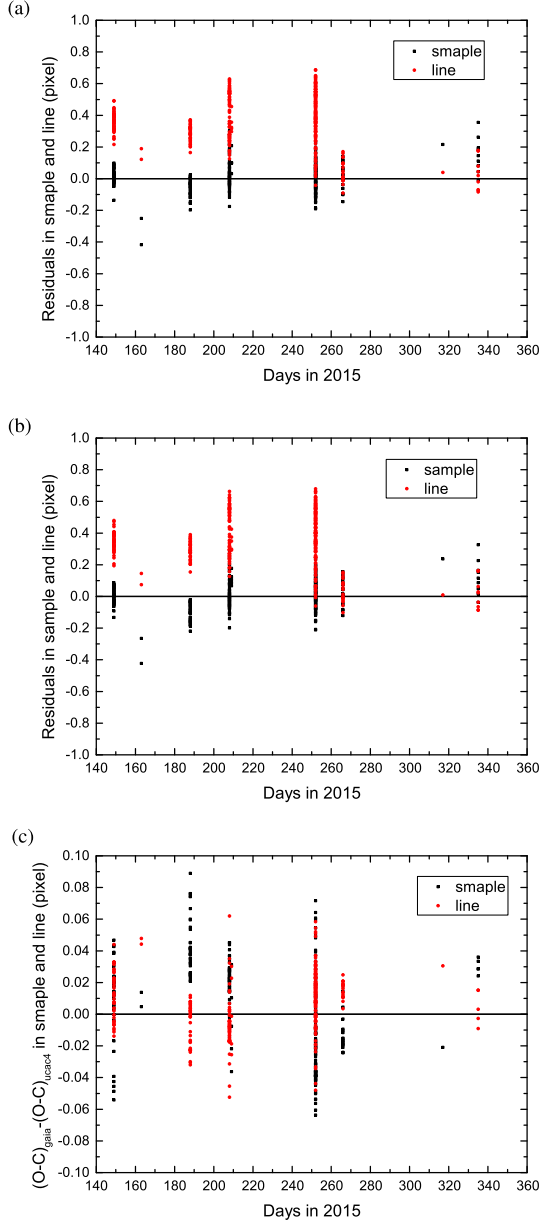 (a)
Residuals in smaple and line (pixel)
1.0
0.8
0.6
0.4
0.2
0.0
-0.2
-0.4
-0.6
-0.8
-1.0
smaple
line
140 160 180 200 220 240 260 280 300 320 340 360
Days in 2015
(b)
Residuals in sample and line (pixel)
1.0
0.8
0.6
0.4
0.2
0.0
-0.2
-0.4
-0.6
-0.8
-1.0
sample
line
140 160 180 200 220 240 260 280 300 320 340 360
Days in 2015
(c)
(O-C)gaia-(O-C)ucac4 in smaple and line (pixel)
0.10
0.08
0.06
0.04
0.02
0.00
-0.02
-0.04
-0.06
-0.08
-0.10
smaple
line
140 160 180 200 220 240 260 280 300 320 340 360
Days in 2015